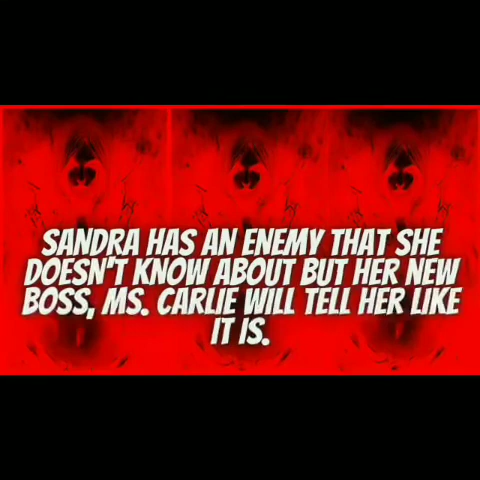 SANDRA HAS AN ENEMY THAT SHE
DOESN'T KNOW ABOUT BUT HER NEW
BOSS, MS. CARLIE WILL TELL HER LIKE
IT IS.